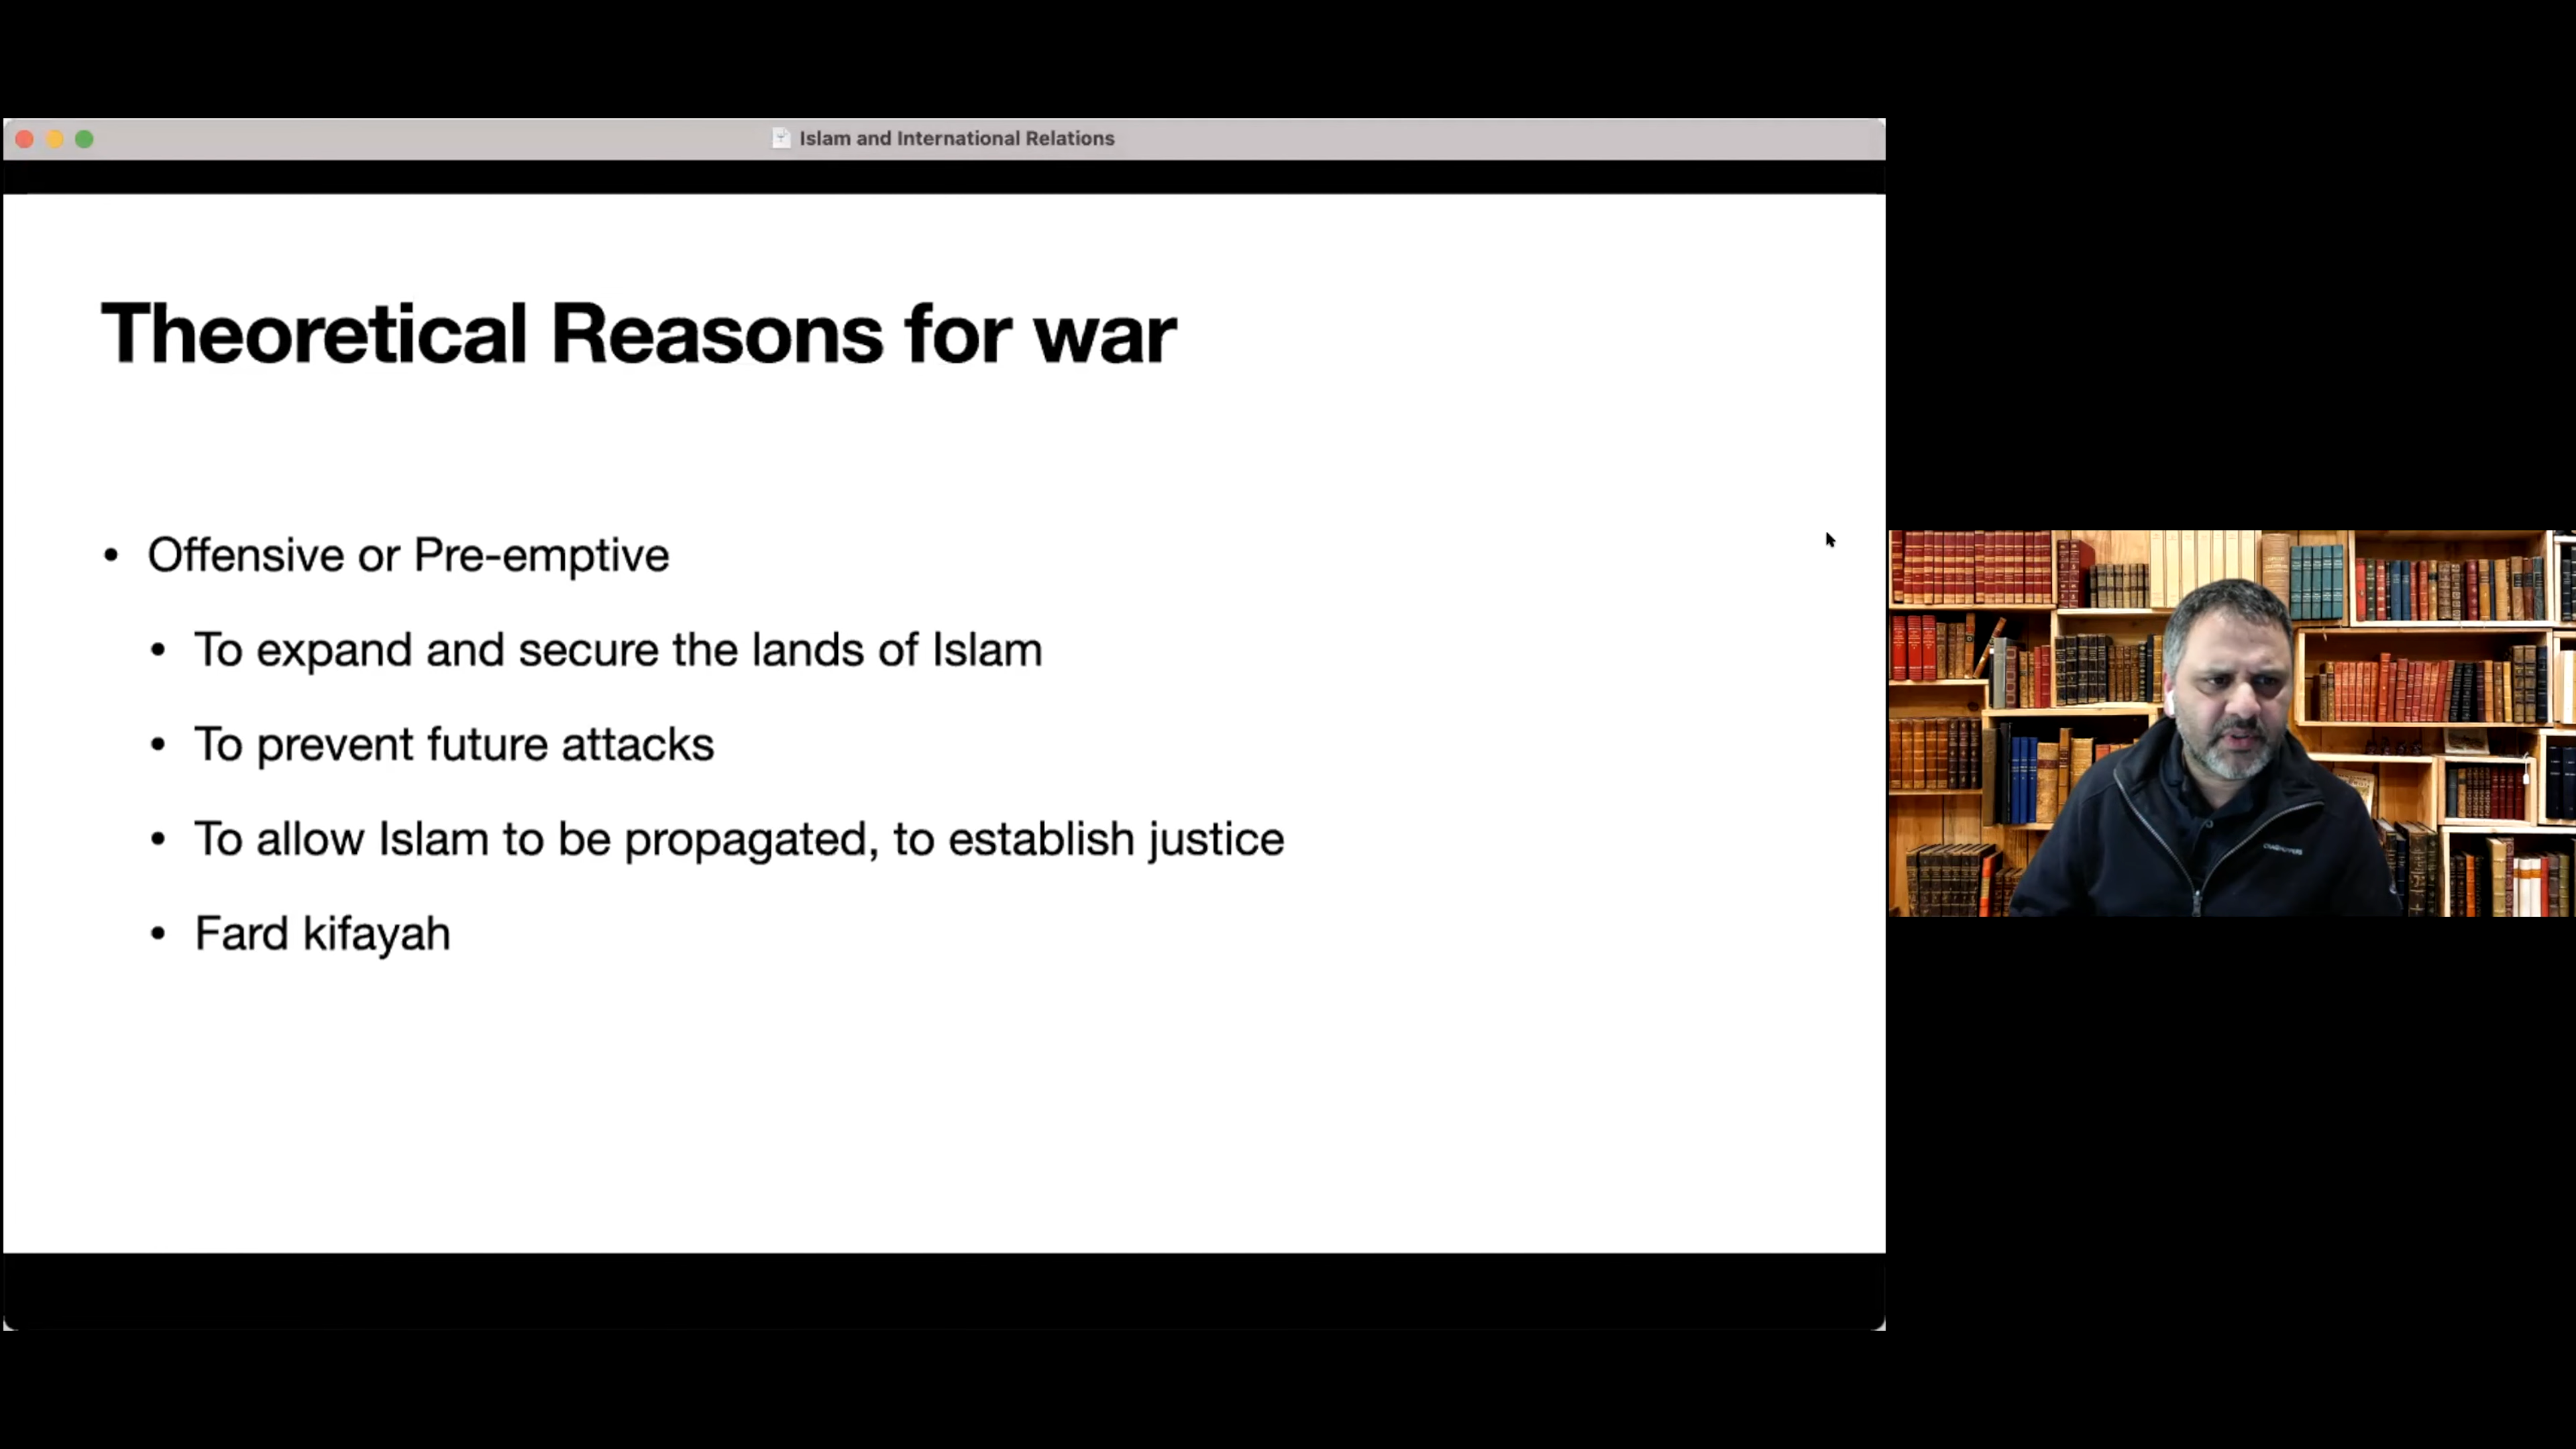 Islam and International Relations
Theoretical Reasons for war
• Offensive or Pre-emptive
• To expand and secure the lands of Islam
• To prevent future attacks
• To allow Islam to be propagated, to establish justice
• Fard kifayah